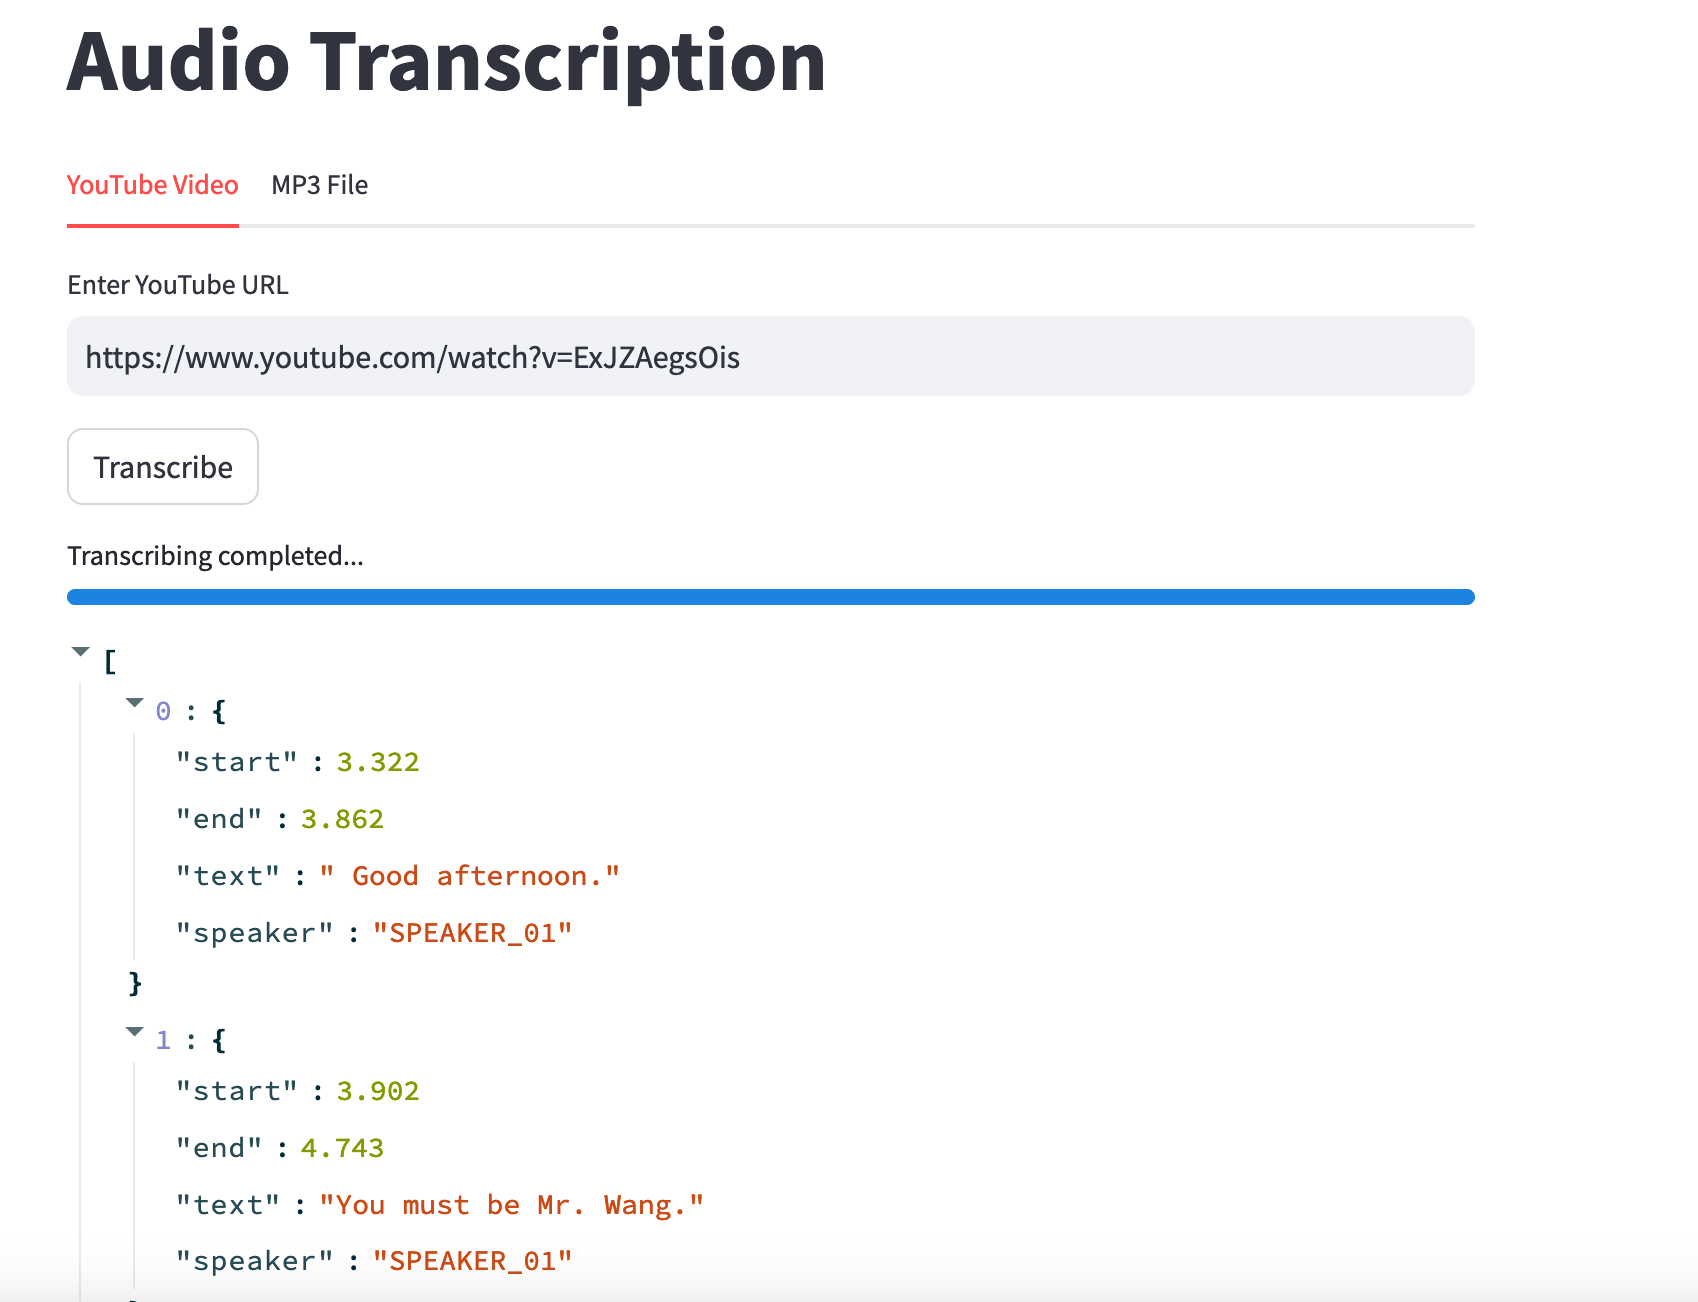 Audio Transcription
YouTube Video MP3 File
Enter YouTube URL
https://www.youtube.com/watch?v=ExJZAegsOis
Transcribe
Transcribing completed...
[
0 : {
"start" : 3.322
"end" : 3.862
"text" : " Good afternoon."
"speaker" : "SPEAKER_01"
}
1 : {
"start" : 3.902
"end" : 4.743
"text" : "You must be Mr. Wang."
"speaker" : "SPEAKER_01"